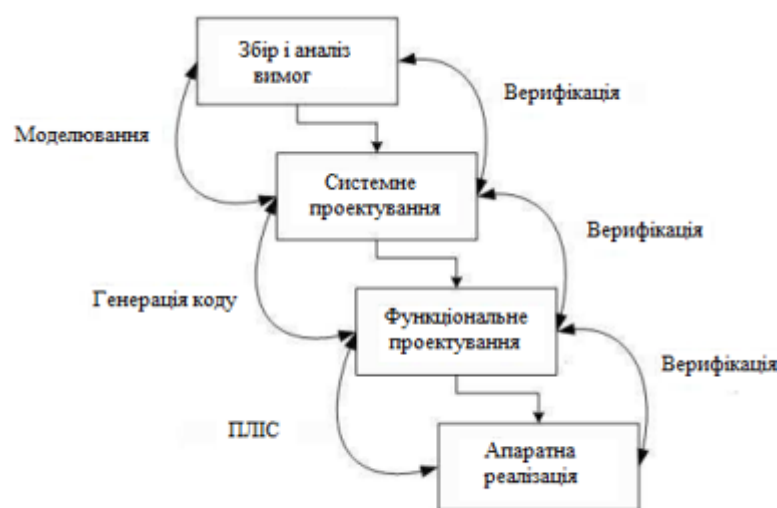 Збір і аналіз
вимог
Верифікація
Моделювання
Системне
проектування
Верифікація
Генерація коду
Функціональне
проектування
Верифікація
ПЛІС
Апаратна
реалізація